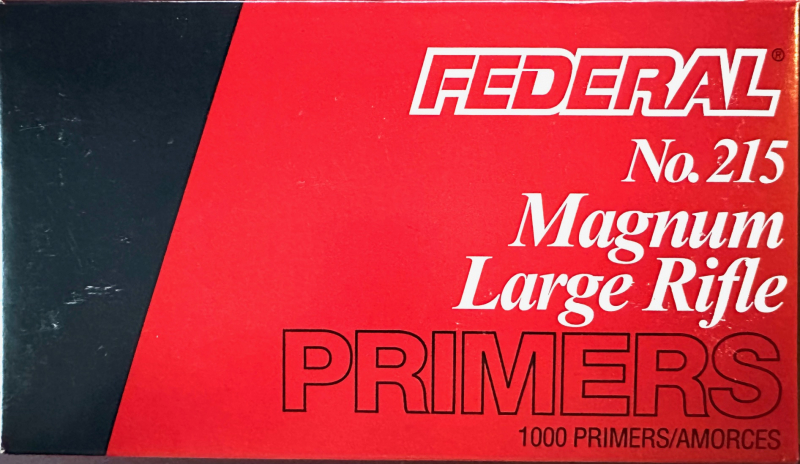 FEDERAL®
No. 215
Magnum
Large Rifle
PRIMERS
1000 PRIMERS/AMORCES